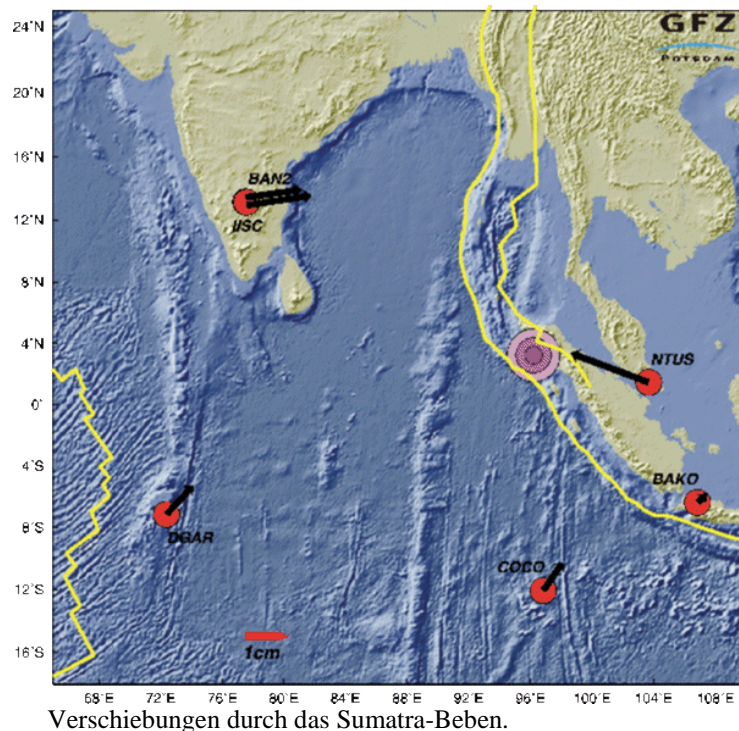 24˚N
20˚N
16˚N
12˚N
8˚N
4˚N
0˚
4˚S
8˚S
12˚S
16˚S
GFZ
POTSDAM
BAN2
IISC
NTUS
BAKO
DGAR
COCO
1cm
68˚E 72˚E 76˚E 80˚E 84˚E 88˚E 92˚E 96˚E 100˚E 104˚E 108˚E
Verschiebungen durch das Sumatra-Beben.